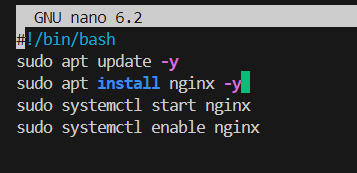 GNU nano 6.2
#!/bin/bash
sudo apt update -y
sudo apt install nginx -y
sudo systemctl start nginx
sudo systemctl enable nginx